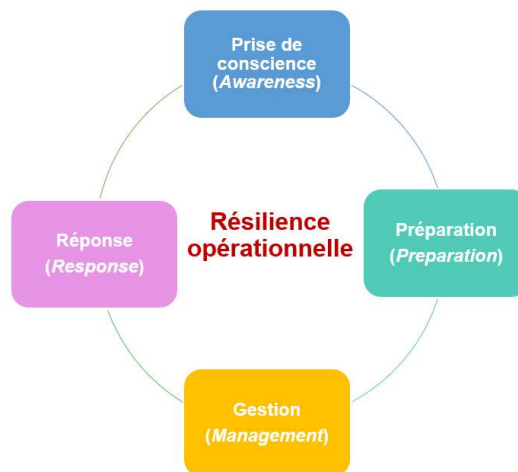 Prise de
conscience
(Awareness)
Résilience
opérationnelle
Préparation
(Preparation)
Réponse
(Response)
Gestion
(Management)